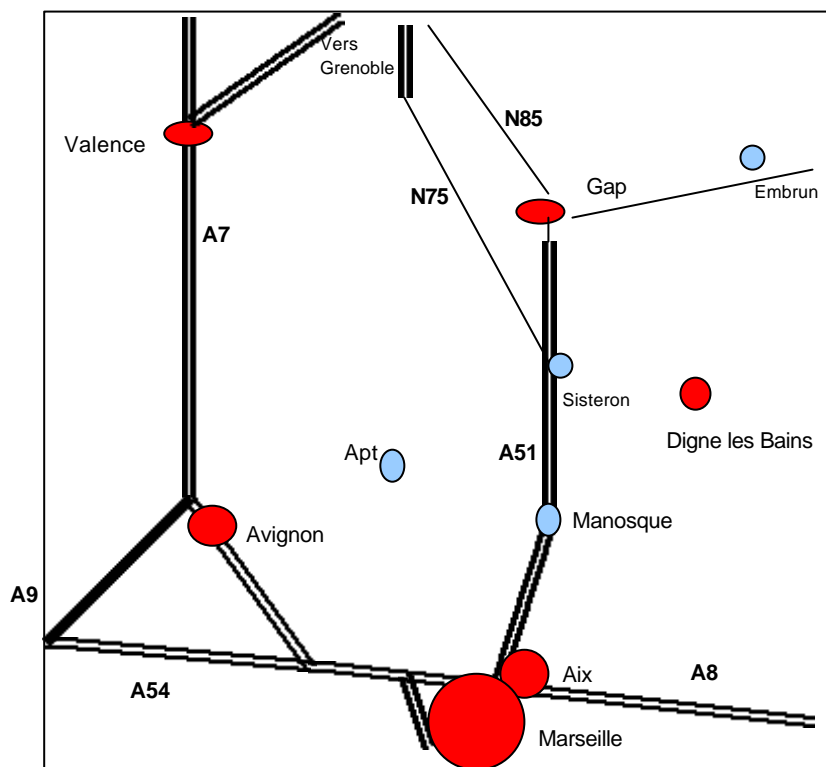 Vers
Grenoble
N85
Valence
Gap
N75
Embrun
A7
Sisteron
Digne les Bains
Apt
A51
Manosque
Avignon
A9
Aix
A8
A54
Marseille